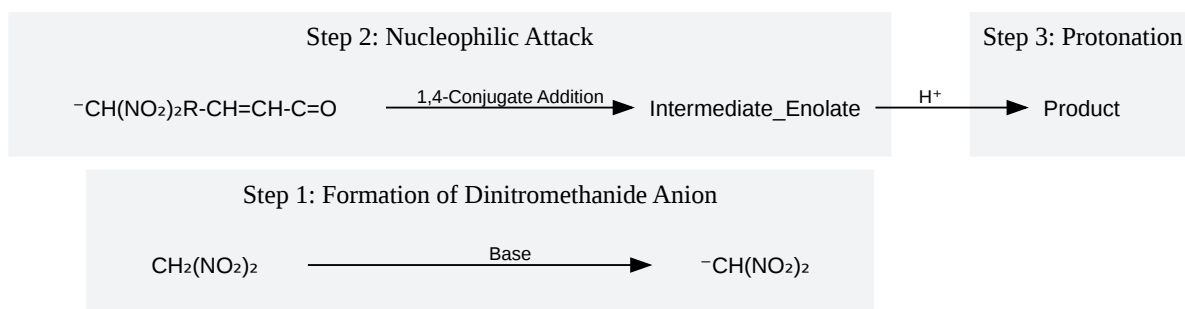 Step 2: Nucleophilic Attack
Step 3: Protonation
⁻CH(NO₂)₂R-CH=CH-C=O
1,4-Conjugate Addition
Intermediate_Enolate
H⁺
Product
Step 1: Formation of Dinitromethanide Anion
CH₂(NO₂)₂
Base
⁻CH(NO₂)₂